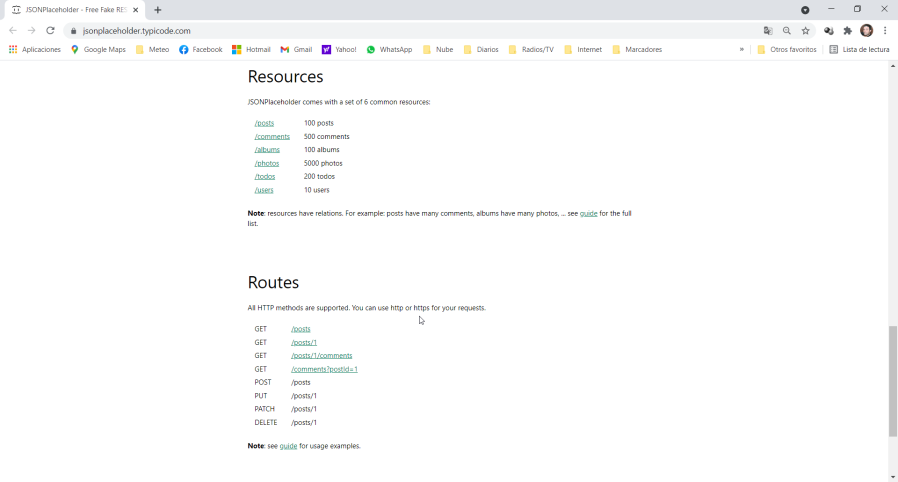 JSONPlaceholder - Free Fake RES
jsonplaceholder.typicode.com
Aplicaciones Google Maps Meteo Facebook Hotmail Gmail Yahoo! WhatsApp Nube Diarios Radios/TV Internet Marcadores » Otros favoritos Lista de lectura
Resources
JSONPlaceholder comes with a set of 6 common resources:
/posts 100 posts
/comments 500 comments
/albums 100 albums
/photos 5000 photos
/todos 200 todos
/users 10 users
Note: resources have relations. For example: posts have many comments, albums have many photos, ... see guide for the full
list.
Routes
All HTTP methods are supported. You can use http or https for your requests.
GET /posts
GET /posts/1
GET /posts/1/comments
GET /comments?postId=1
POST /posts
PUT /posts/1
PATCH /posts/1
DELETE /posts/1
Note: see guide for usage examples.